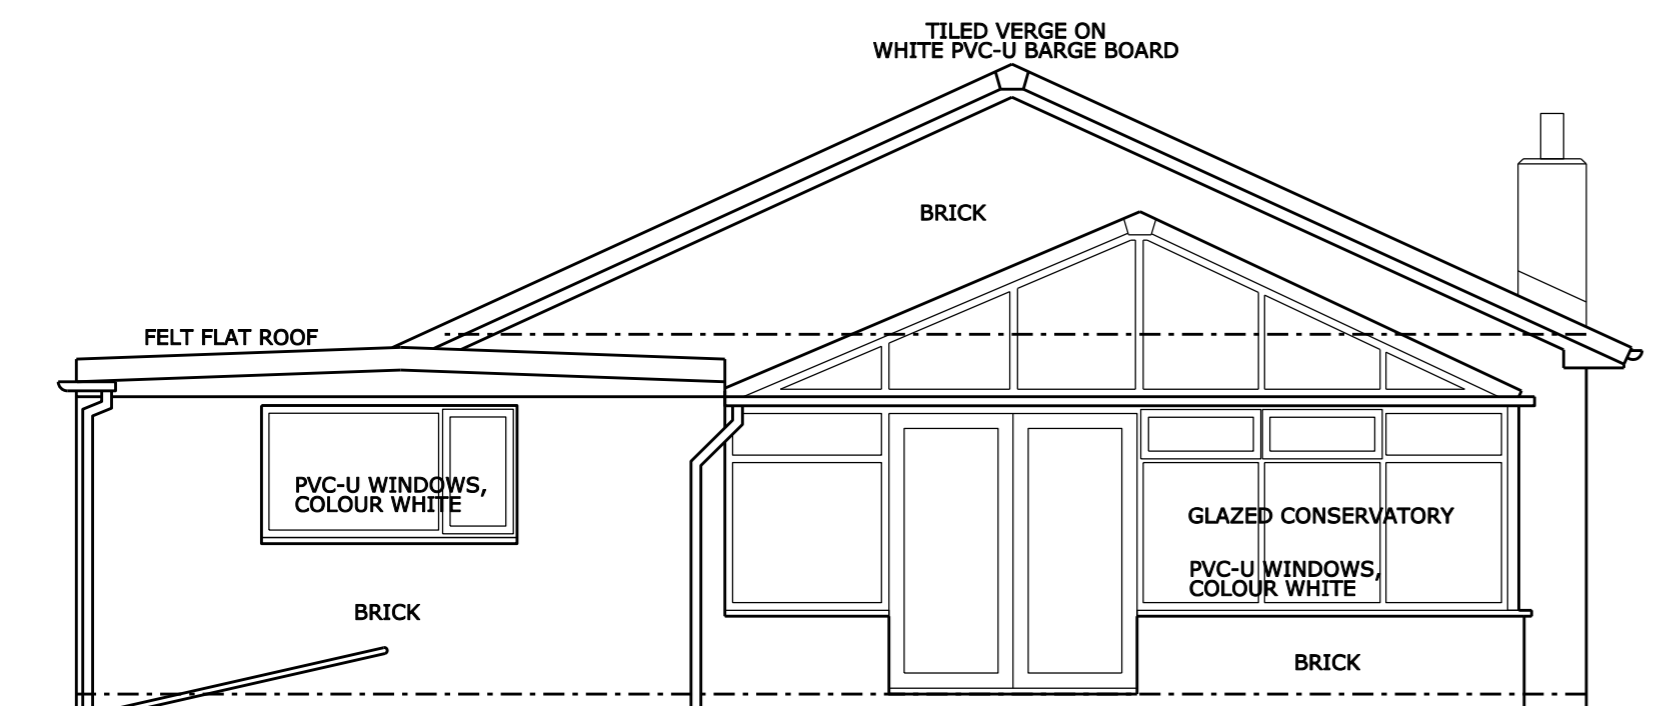 TILED VERGE ON
WHITE PVC-U BARGE BOARD
BRICK
FELT FLAT ROOF
PVC-U WINDOWS,
COLOUR WHITE
GLAZED CONSERVATORY
PVC-U WINDOWS,
COLOUR WHITE
BRICK
BRICK